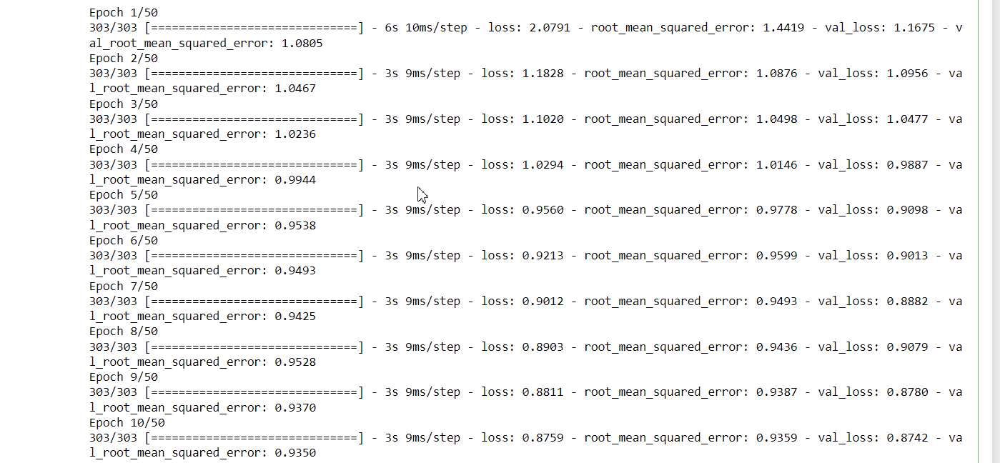 Epoch 1/50
303/303 [==============================] - 6s 10ms/step - loss: 2.0791 - root_mean_squared_error: 1.4419 - val_loss: 1.1675 - v
al_root_mean_squared_error: 1.0805
Epoch 2/50
303/303 [==============================] - 3s 9ms/step - loss: 1.1828 - root_mean_squared_error: 1.0876 - val_loss: 1.0956 - va
l_root_mean_squared_error: 1.0467
Epoch 3/50
303/303 [==============================] - 3s 9ms/step - loss: 1.1020 - root_mean_squared_error: 1.0498 - val_loss: 1.0477 - va
l_root_mean_squared_error: 1.0236
Epoch 4/50
303/303 [==============================] - 3s 9ms/step - loss: 1.0294 - root_mean_squared_error: 1.0146 - val_loss: 0.9887 - va
l_root_mean_squared_error: 0.9944
Epoch 5/50
303/303 [==============================] - 3s 9ms/step - loss: 0.9560 - root_mean_squared_error: 0.9778 - val_loss: 0.9098 - va
l_root_mean_squared_error: 0.9538
Epoch 6/50
303/303 [==============================] - 3s 9ms/step - loss: 0.9213 - root_mean_squared_error: 0.9599 - val_loss: 0.9013 - va
l_root_mean_squared_error: 0.9493
Epoch 7/50
303/303 [==============================] - 3s 9ms/step - loss: 0.9012 - root_mean_squared_error: 0.9493 - val_loss: 0.8882 - va
l_root_mean_squared_error: 0.9425
Epoch 8/50
303/303 [==============================] - 3s 9ms/step - loss: 0.8903 - root_mean_squared_error: 0.9436 - val_loss: 0.9079 - va
l_root_mean_squared_error: 0.9528
Epoch 9/50
303/303 [==============================] - 3s 9ms/step - loss: 0.8811 - root_mean_squared_error: 0.9387 - val_loss: 0.8780 - va
l_root_mean_squared_error: 0.9370
Epoch 10/50
303/303 [==============================] - 3s 9ms/step - loss: 0.8759 - root_mean_squared_error: 0.9359 - val_loss: 0.8742 - va
l_root_mean_squared_error: 0.9350